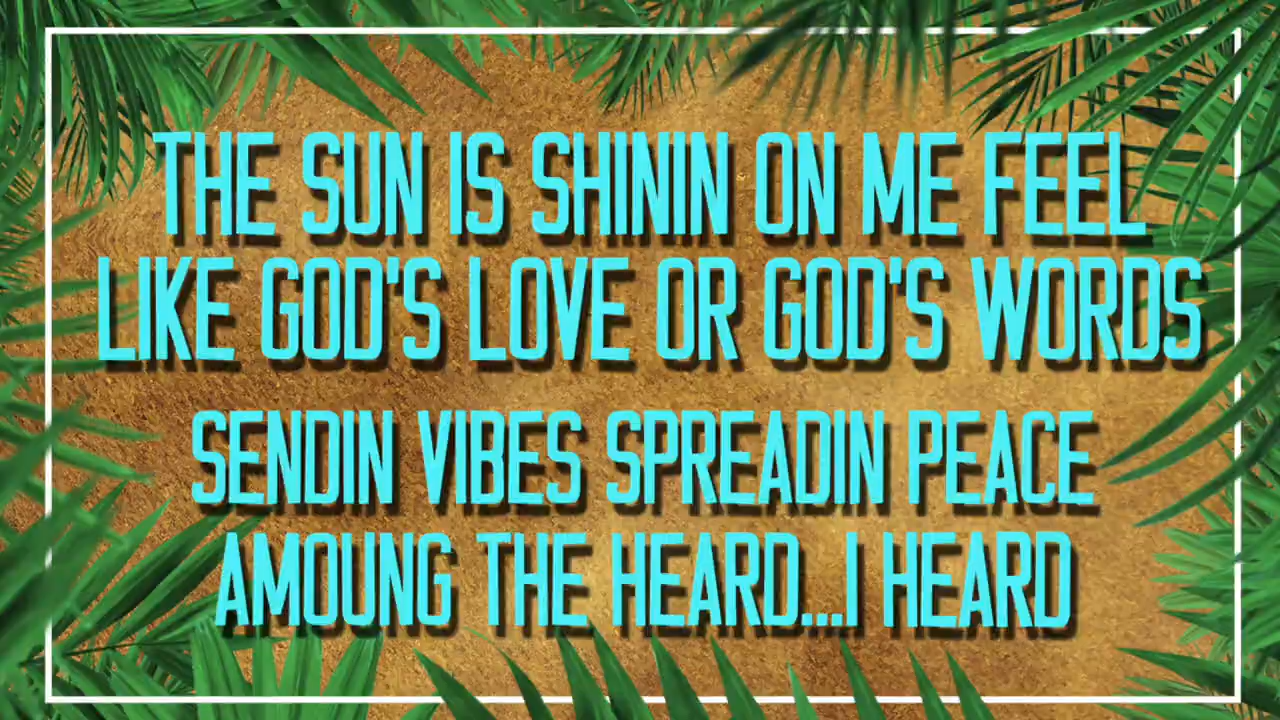 THE SUN IS SHININ ON ME FEEL
LIKE GOD'S LOVE OR GOD'S WORDS
SENDIN VIBES SPREADIN PEACE
AMOUNG THE HEARD...I HEARD